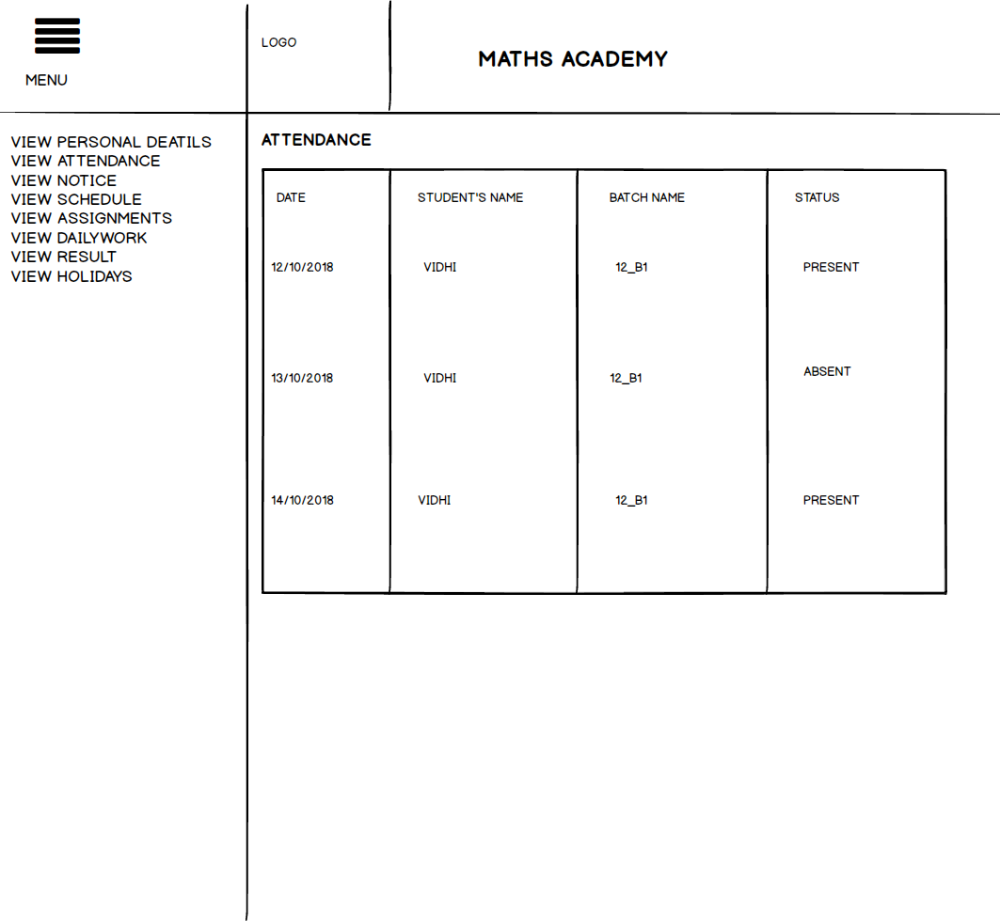 MENU
LOGO
MATHS ACADEMY
VIEW PERSONAL DEATILS
VIEW ATTENDANCE
VIEW NOTICE
VIEW SCHEDULE
VIEW ASSIGNMENTS
VIEW DAILYWORK
VIEW RESULT
VIEW HOLIDAYS
ATTENDANCE
DATE STUDENT'S NAME BATCH NAME STATUS
12/10/2018 VIDHI 12_B1 PRESENT
13/10/2018 VIDHI 12_B1 ABSENT
14/10/2018 VIDHI 12_B1 PRESENT